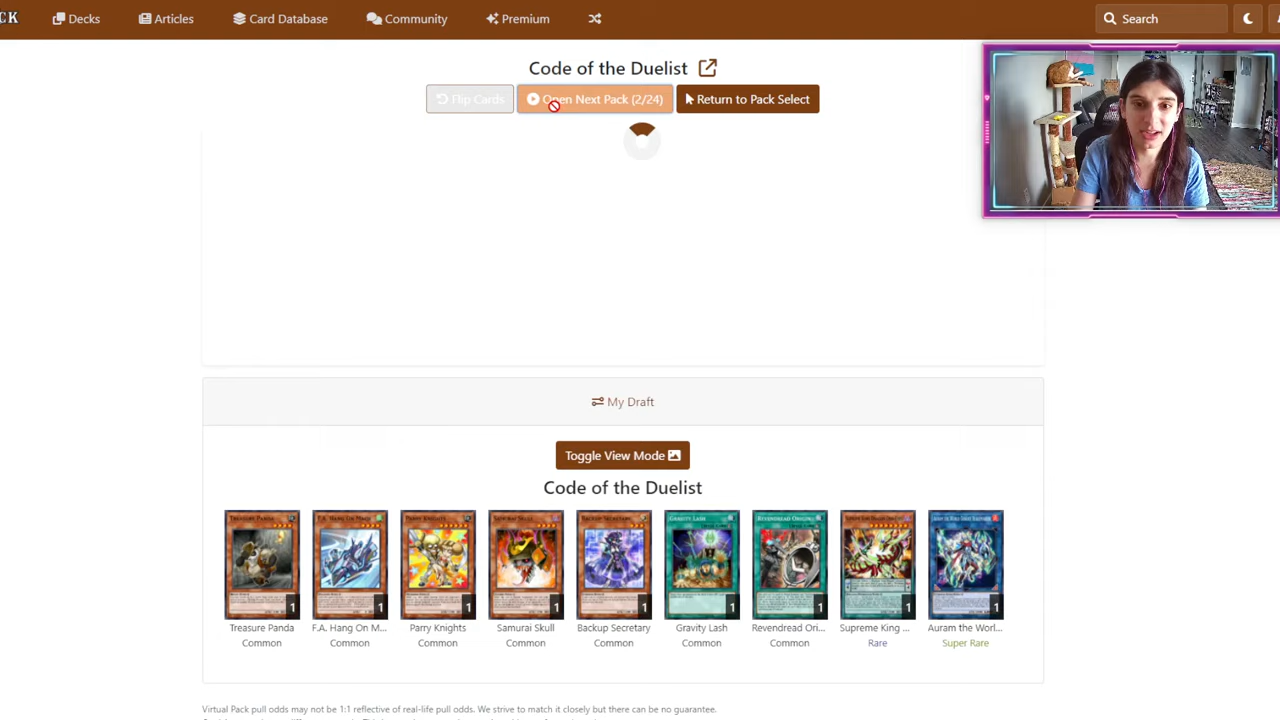 CK
Decks
Articles
Card Database
Community
Premium
Search
Code of the Duelist
Flip Cards
Open Next Pack (2/24)
Return to Pack Select
My Draft
Toggle View Mode
Code of the Duelist
1 1 1 1 1 1 1 1 1
Treasure Panda F.A. Hang On M... Parry Knights Samurai Skull Backup Secretary Gravity Lash Revendread Ori... Supreme King ... Auram the Worl...
Common Common Common Common Common Common Common Rare Super Rare
Virtual Pack pull odds may not be 1:1 reflective of real-life pull odds. We strive to match it closely but there can be no guarantee.